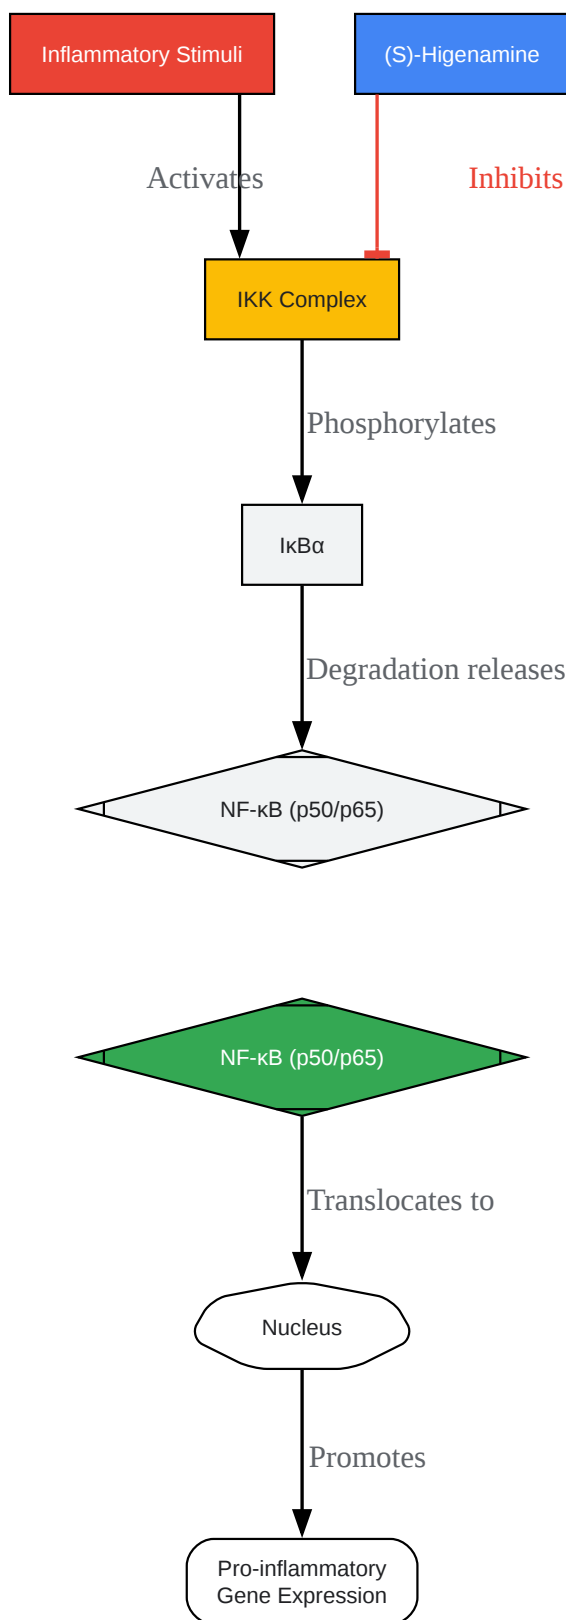 Inflammatory Stimuli
(S)-Higenamine
Activates
Inhibits
IKK Complex
Phosphorylates
IκBα
Degradation releases
NF-κB (p50/p65)
NF-κB (p50/p65)
Translocates to
Nucleus
Promotes
Pro-inflammatory
Gene Expression